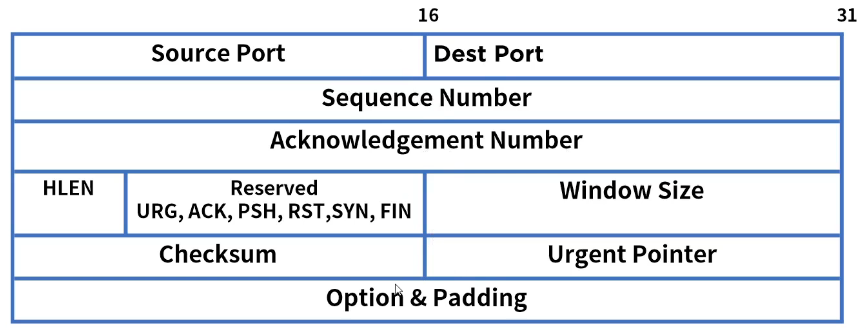 16 31
Source Port Dest Port
Sequence Number
Acknowledgement Number
HLEN Reserved Window Size
URG, ACK, PSH, RST,SYN, FIN
Checksum Urgent Pointer
Option & Padding